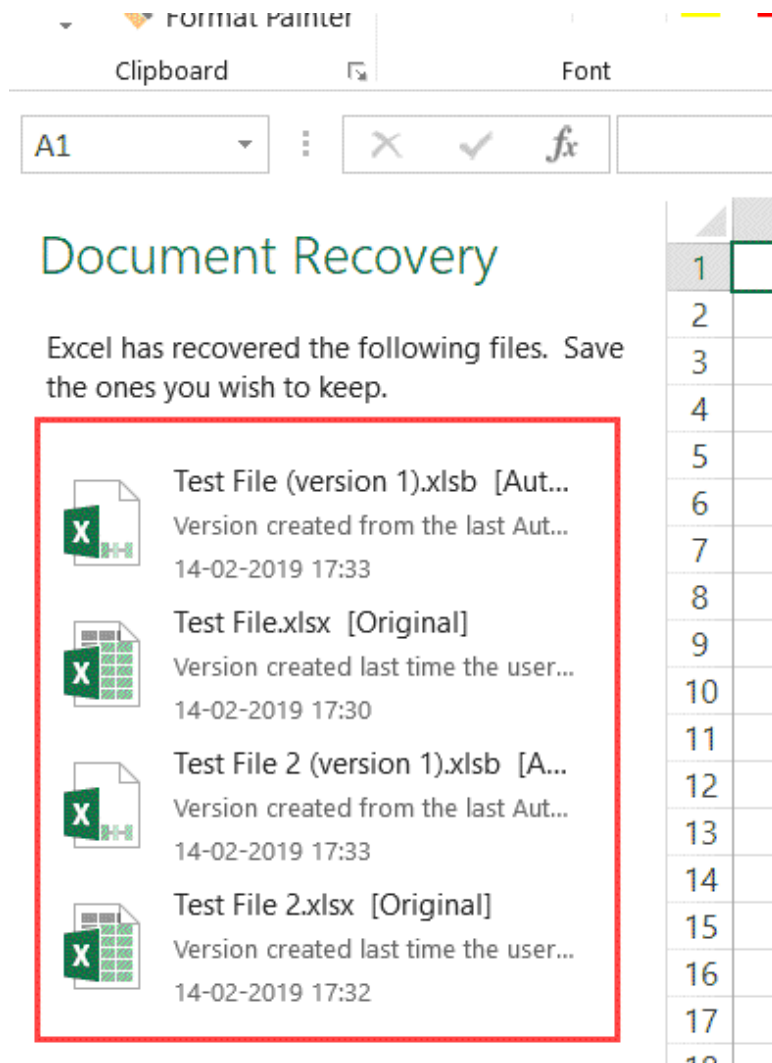 Format Painter
Clipboard
Font
A1
fx
Document Recovery
Excel has recovered the following files.  Save
the ones you wish to keep.
Test File (version 1).xlsb  [Aut...
Version created from the last Aut...
14-02-2019 17:33
Test File.xlsx  [Original]
Version created last time the user...
14-02-2019 17:30
Test File 2 (version 1).xlsb  [A...
Version created from the last Aut...
14-02-2019 17:33
Test File 2.xlsx  [Original]
Version created last time the user...
14-02-2019 17:32
1
2
3
4
5
6
7
8
9
10
11
12
13
14
15
16
17
18